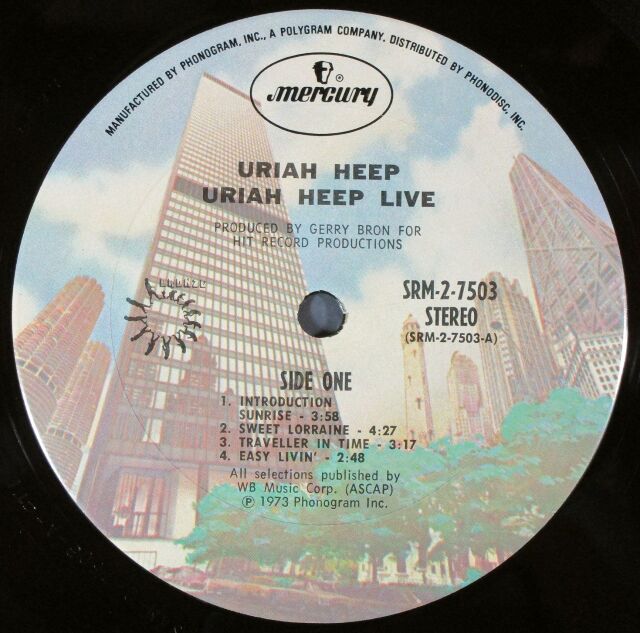 MANUFACTURED BY PHONOGRAM, INC., A POLYGRAM COMPANY, DISTRIBUTED BY PHONODISC, INC.
mercury ®
URIAH HEEP
URIAH HEEP LIVE
PRODUCED BY GERRY BRON FOR
HIT RECORD PRODUCTIONS
SRM-2-7503
STEREO
(SRM-2-7503-A)
SIDE ONE
1. INTRODUCTION
SUNRISE - 3:58
2. SWEET LORRAINE - 4:27
3. TRAVELLER IN TIME - 3:17
4. EASY LIVIN' - 2:48
All selections published by
WB Music Corp. (ASCAP)
℗ 1973 Phonogram Inc.